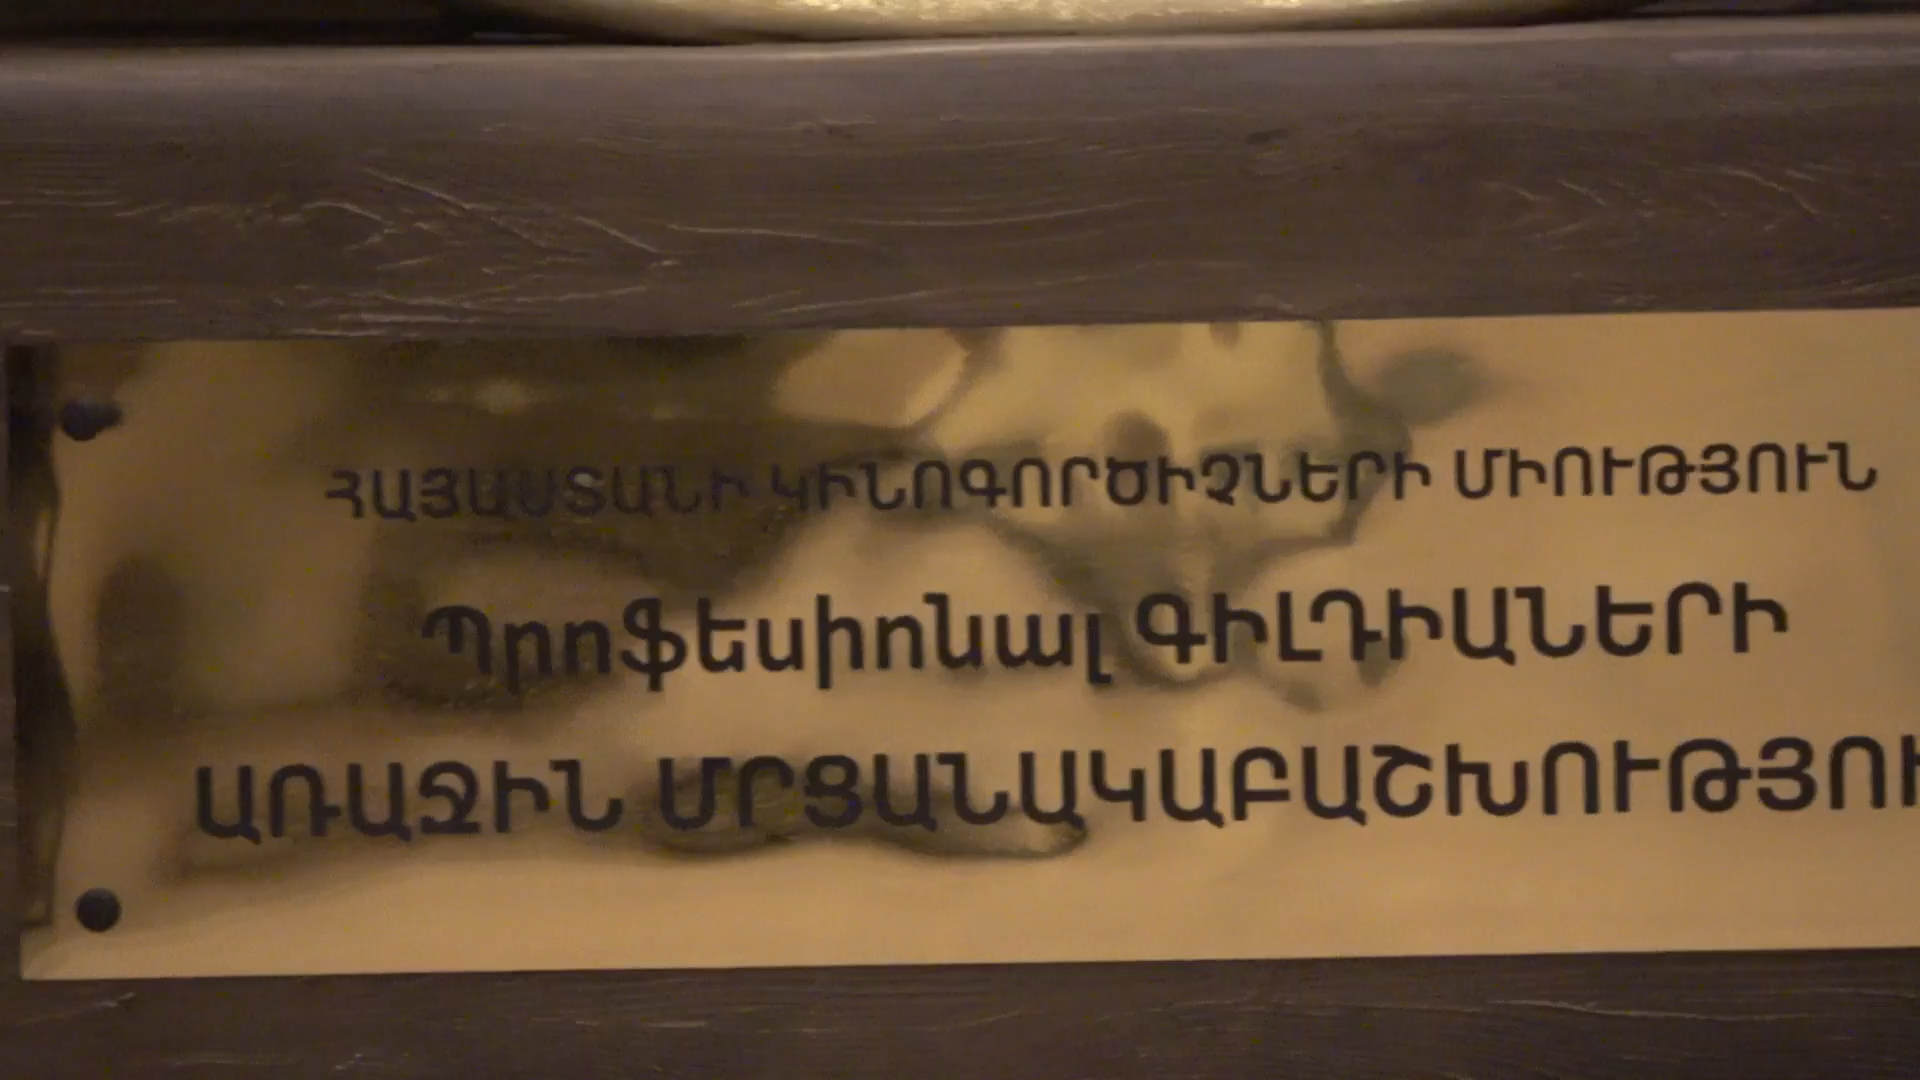 ՀԱՅԱՍՏԱՆԻ ԿԻՆՈԳՈՐԾԻՉՆԵՐԻ ՄԻՈՒԹՅՈՒՆ
Պրոֆեսիոնալ ԳԻԼԴԻԱՆԵՐԻ
ԱՌԱՋԻՆ ՄՐՑԱՆԱԿԱԲԱՇԽՈՒԹՅՈՒ